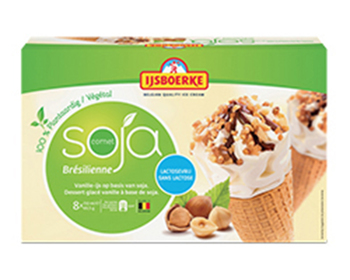 IJSBOERKE
BELGIAN QUALITY ICE CREAM
100 % Plantaardig / Végétal
soja
cornet
Brésilienne
LACTOSEVRIJ
SANS LACTOSE
Vanille-ijs op basis van soja.
Dessert glacé vanille à base de soja.
8x